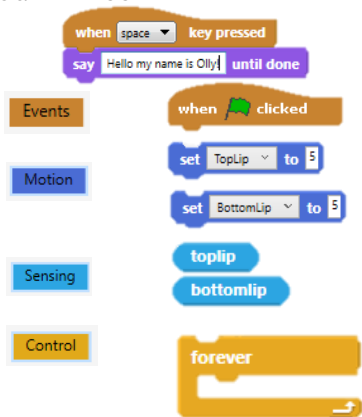 when space key pressed
say Hello my name is Olly! until done
Events
when clicked
set TopLip to 5
Motion
set BottomLip to 5
toplip
Sensing
bottomlip
Control
forever